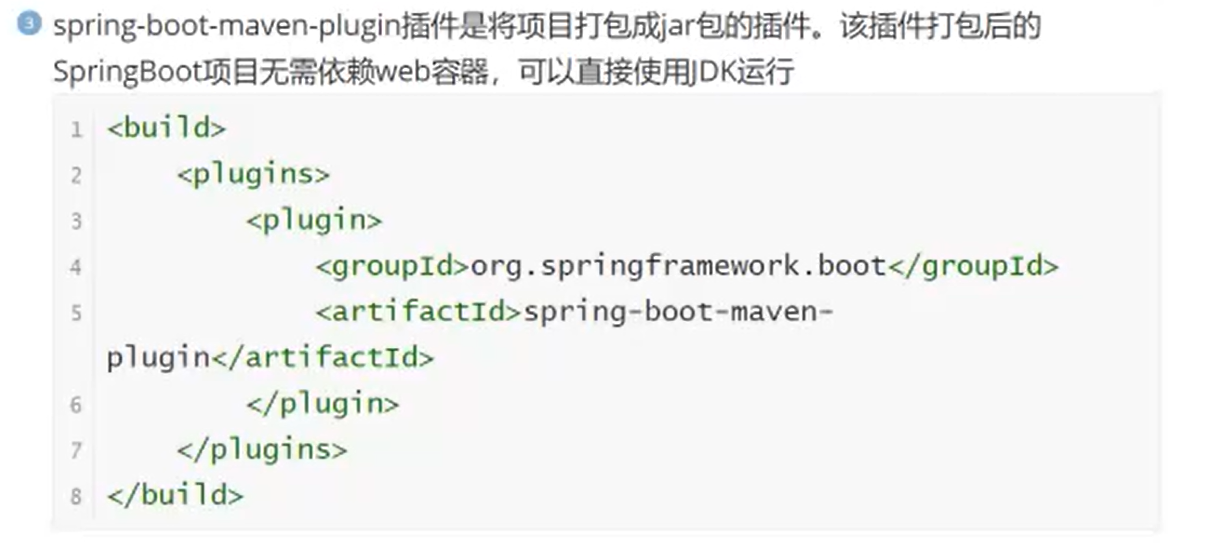 3 spring-boot-maven-plugin插件是将项目打包成jar包的插件。该插件打包后的
SpringBoot项目无需依赖web容器，可以直接使用JDK运行
1 <build>
2     <plugins>
3         <plugin>
4             <groupId>org.springframework.boot</groupId>
5             <artifactId>spring-boot-maven-
plugin</artifactId>
6         </plugin>
7     </plugins>
8 </build>